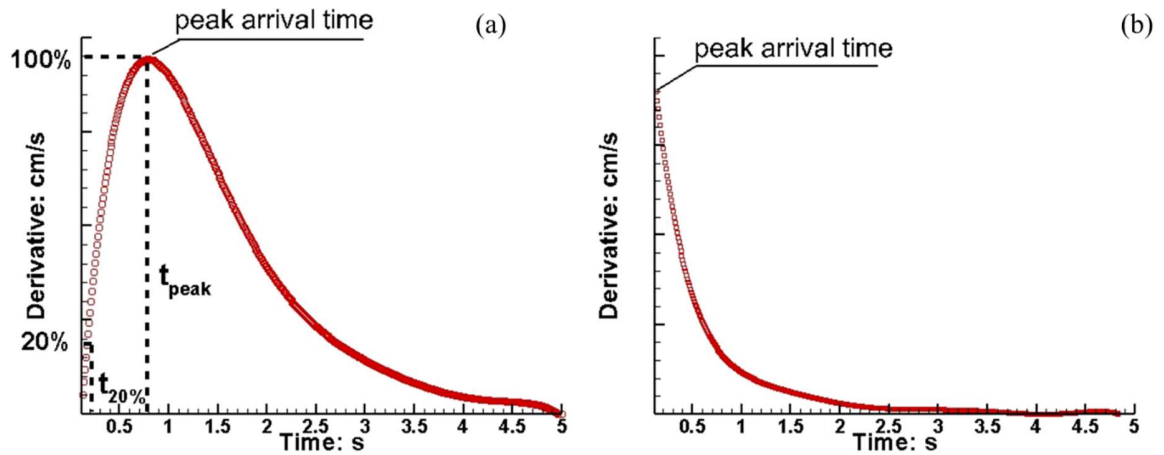 peak arrival time
(a)
100%
Derivative: cm/s
t peak
20%
t 20%
0.5 1 1.5 2 2.5 3 3.5 4 4.5 5
Time: s
(b)
peak arrival time
Derivative: cm/s
0.5 1 1.5 2 2.5 3 3.5 4 4.5 5
Time: s